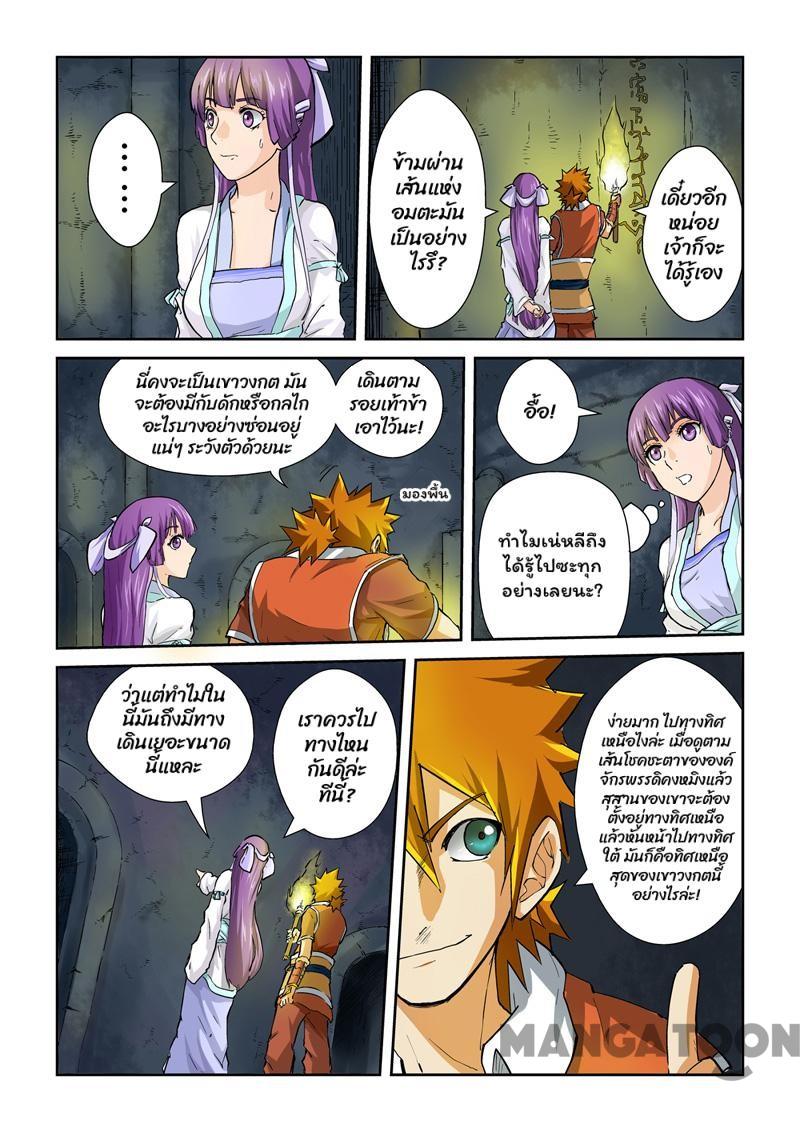 ......
ข้ามผ่าน
เส้นแห่ง
อมตะมัน
เป็นอย่าง
ไรรึ?
เดี๋ยวอีก
หน่อย
เจ้าก็จะ
ได้รู้เอง
นี่คงจะเป็นเขาวงกต มัน
จะต้องมีกับดักหรือกลไก
อะไรบางอย่างซ่อนอยู่
แน่ๆ ระวังตัวด้วยนะ
เดินตาม
รอยเท้าข้า
เอาไว้นะ!
มองพื้น
อื้อ!
ทำไมเน่หลีถึง
ได้รู้ไปซะทุก
อย่างเลยนะ?
ว่าแต่ทำไมใน
นี้มันถึงมีทาง
เดินเยอะขนาด
นี้แหละ
เราควรไป
ทางไหน
กันดีล่ะ
ทีนี้?
ง่ายมาก ไปทางทิศ
เหนือไงล่ะ เมื่อดูตาม
เส้นโชคชะตาขององค์
จักรพรรดิคงหมิงแล้ว
สุสานของเขาจะต้อง
ตั้งอยู่ทางทิศเหนือ
แล้วหันหน้าไปทางทิศ
ใต้ มันก็คือทิศเหนือ
สุดของเขาวงกตนี้
อย่างไรล่ะ!
MANGATOON